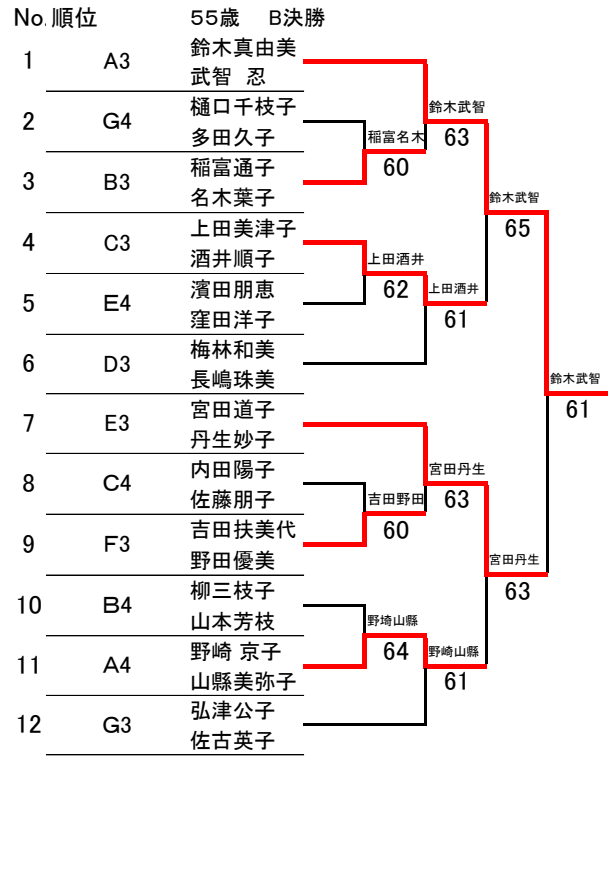 No. 順位 55歳 B決勝
1 A3 鈴木真由美
武智 忍
2 G4 樋口千枝子
多田久子
3 B3 稲富通子
名木葉子
4 C3 上田美津子
酒井順子
5 E4 濱田朋恵
窪田洋子
6 D3 梅林和美
長嶋珠美
7 E3 宮田道子
丹生妙子
8 C4 内田陽子
佐藤朋子
9 F3 吉田扶美代
野田優美
10 B4 柳三枝子
山本芳枝
11 A4 野崎 京子
山縣美弥子
12 G3 弘津公子
佐古英子
稲富名木
60
上田酒井
62
吉田野田
60
野埼山縣
64
鈴木武智
63
上田酒井
61
宮田丹生
63
野崎山縣
61
鈴木武智
65
宮田丹生
63
鈴木武智
61